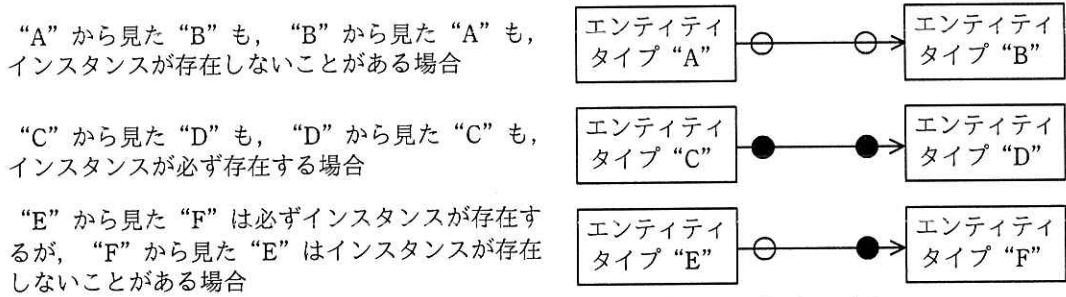 “A”から見た“B”も，“B”から見た“A”も，
インスタンスが存在しないことがある場合
エンティティ
タイプ“A”
エンティティ
タイプ“B”
“C”から見た“D”も，“D”から見た“C”も，
インスタンスが必ず存在する場合
エンティティ
タイプ“C”
エンティティ
タイプ“D”
“E”から見た“F”は必ずインスタンスが存在す
るが，“F”から見た“E”はインスタンスが存在
しないことがある場合
エンティティ
タイプ“E”
エンティティ
タイプ“F”